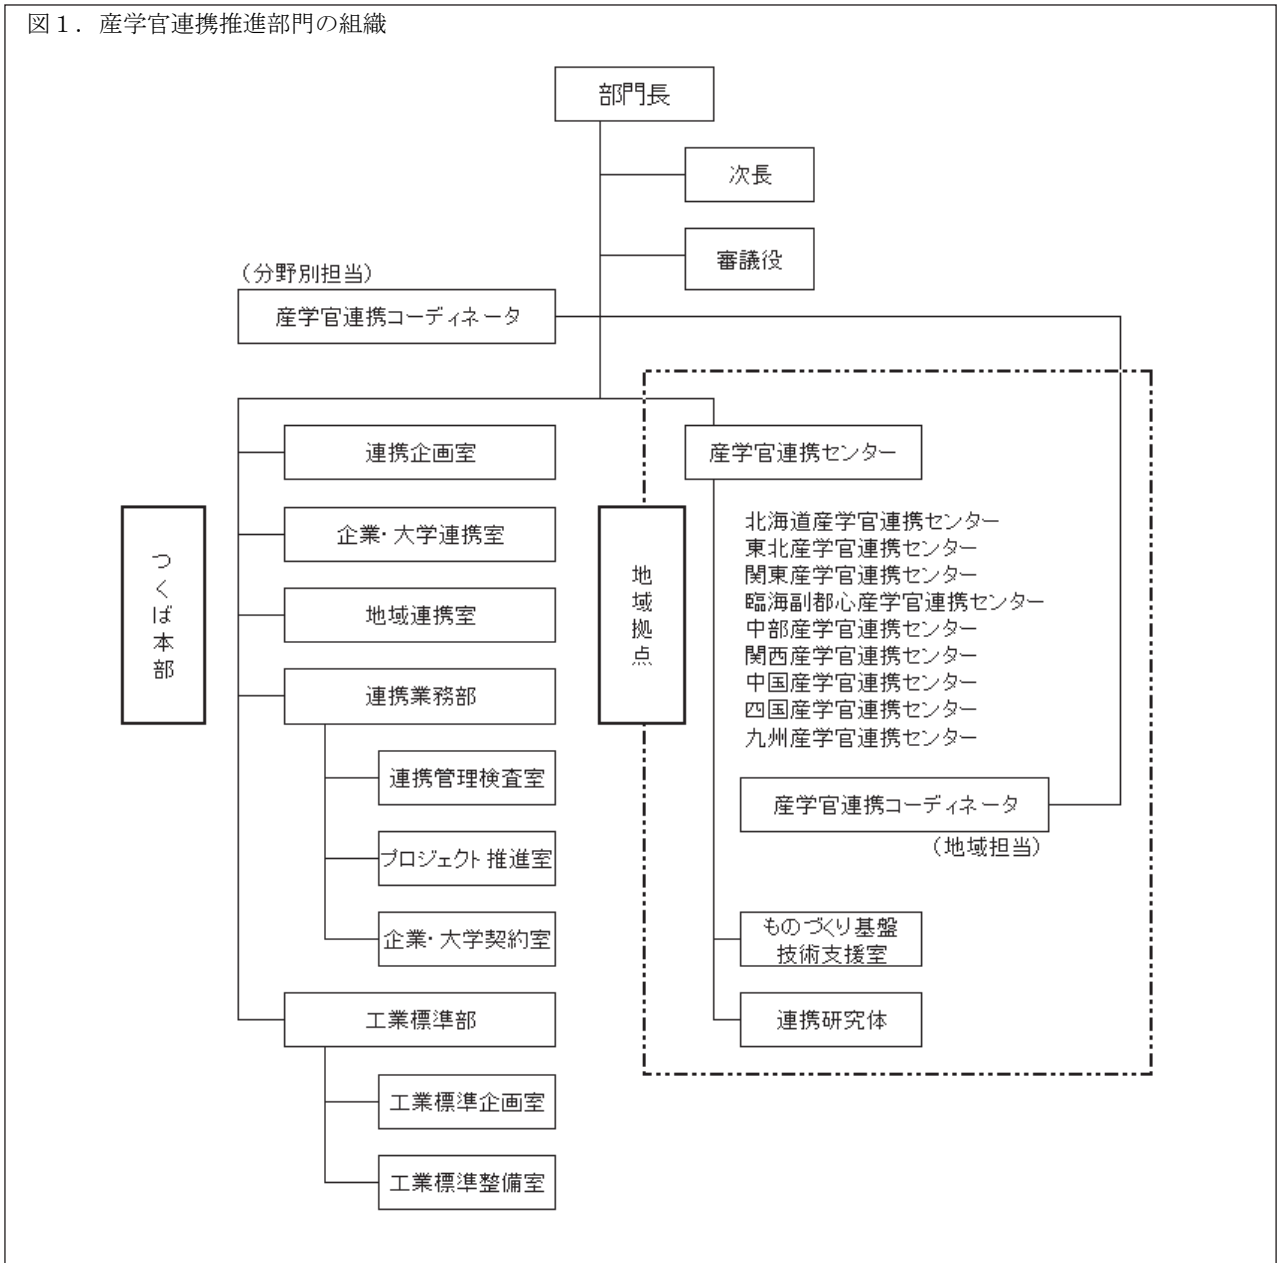 図１．産学官連携推進部門の組織
部門長
次長
審議役
（分野別担当）
産学官連携コーディネータ
つくば本部
連携企画室
企業・大学連携室
地域連携室
連携業務部
連携管理検査室
プロジェクト推進室
企業・大学契約室
工業標準部
工業標準企画室
工業標準整備室
地域拠点
産学官連携センター
北海道産学官連携センター
東北産学官連携センター
関東産学官連携センター
臨海副都心産学官連携センター
中部産学官連携センター
関西産学官連携センター
中国産学官連携センター
四国産学官連携センター
九州産学官連携センター
産学官連携コーディネータ
（地域担当）
ものづくり基盤
技術支援室
連携研究体